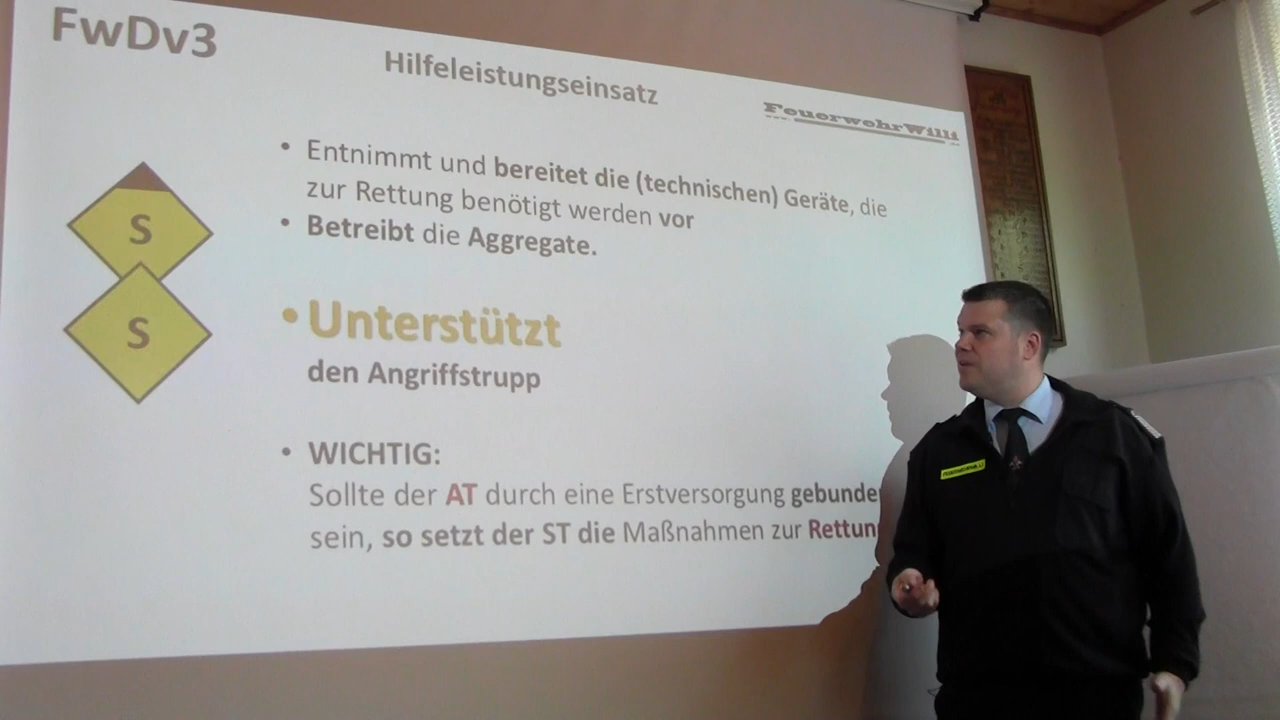 FwDv3
Hilfeleistungseinsatz
FeuerwehrWilli
• Entnimmt und bereitet die (technischen) Geräte, die
zur Rettung benötigt werden vor
• Betreibt die Aggregate.
S
S
• Unterstützt
den Angriffstrupp
• WICHTIG:
Sollte der AT durch eine Erstversorgung gebunden
sein, so setzt der ST die Maßnahmen zur Rettung